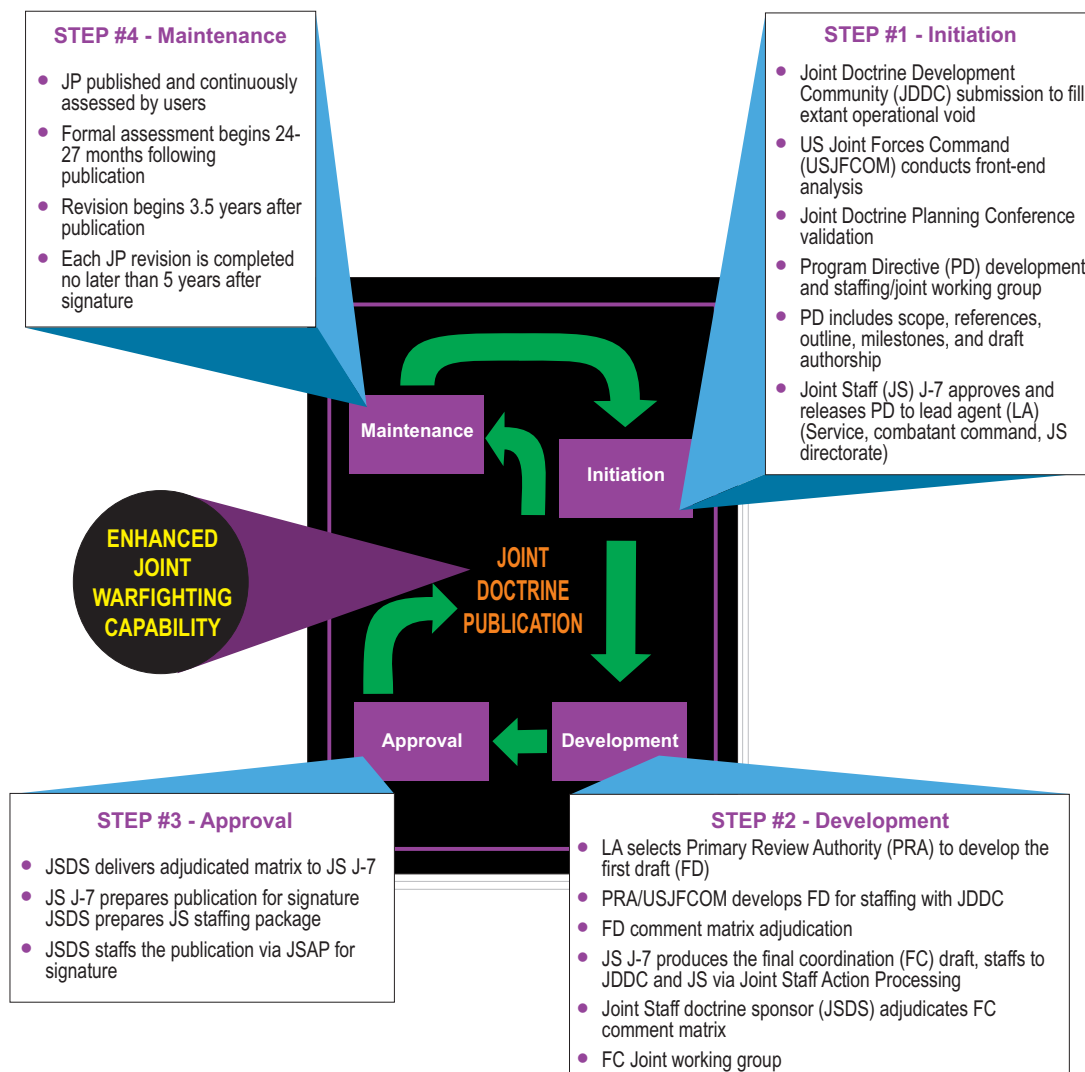 STEP #4 - Maintenance
• JP published and continuously
assessed by users
• Formal assessment begins 24-
27 months following
publication
• Revision begins 3.5 years after
publication
• Each JP revision is completed
no later than 5 years after
signature
STEP #1 - Initiation
• Joint Doctrine Development
Community (JDDC) submission to fill
extant operational void
• US Joint Forces Command
(USJFCOM) conducts front-end
analysis
• Joint Doctrine Planning Conference
validation
• Program Directive (PD) development
and staffing/joint working group
• PD includes scope, references,
outline, milestones, and draft
authorship
• Joint Staff (JS) J-7 approves and
releases PD to lead agent (LA)
(Service, combatant command, JS
directorate)
Maintenance
Initiation
ENHANCED
JOINT
WARFIGHTING
CAPABILITY
JOINT
DOCTRINE
PUBLICATION
Approval
Development
STEP #3 - Approval
• JSDS delivers adjudicated matrix to JS J-7
• JS J-7 prepares publication for signature
JSDS prepares JS staffing package
• JSDS staffs the publication via JSAP for
signature
STEP #2 - Development
• LA selects Primary Review Authority (PRA) to develop the
first draft (FD)
• PRA/USJFCOM develops FD for staffing with JDDC
• FD comment matrix adjudication
• JS J-7 produces the final coordination (FC) draft, staffs to
JDDC and JS via Joint Staff Action Processing
• Joint Staff doctrine sponsor (JSDS) adjudicates FC
comment matrix
• FC Joint working group